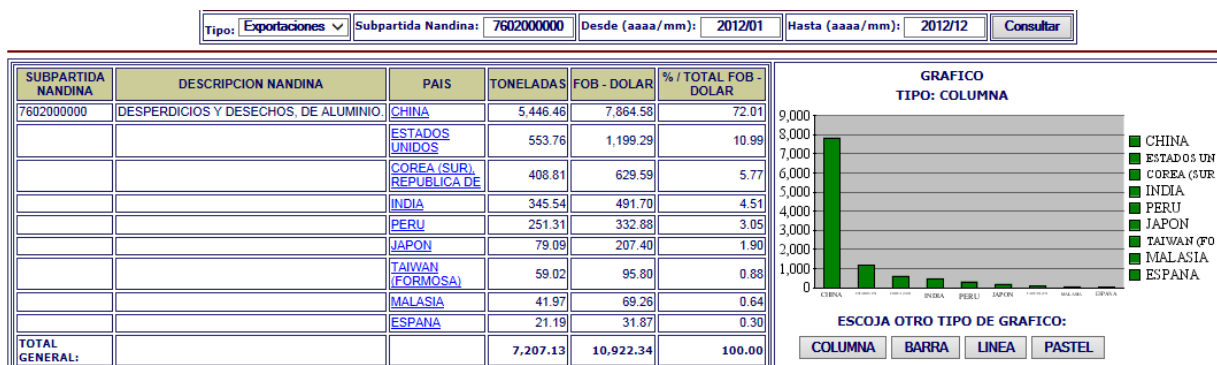 Tipo: Exportaciones Subpartida Nandina: 7602000000 Desde (aaaa/mm): 2012/01 Hasta (aaaa/mm): 2012/12 Consultar
SUBPARTIDA NANDINA DESCRIPCION NANDINA PAIS TONELADAS FOB - DOLAR % / TOTAL FOB - DOLAR
7602000000 DESPERDICIOS Y DESECHOS, DE ALUMINIO. CHINA 5,446.46 7,864.58 72.01
ESTADOS UNIDOS 553.76 1,199.29 10.99
COREA (SUR), REPUBLICA DE 408.81 629.59 5.77
INDIA 345.54 491.70 4.51
PERU 251.31 332.88 3.05
JAPON 79.09 207.40 1.90
TAIWAN (FORMOSA) 59.02 95.80 0.88
MALASIA 41.97 69.26 0.64
ESPANA 21.19 31.87 0.30
TOTAL GENERAL: 7,207.13 10,922.34 100.00
GRAFICO
TIPO: COLUMNA
9,000
8,000
7,000
6,000
5,000
4,000
3,000
2,000
1,000
0
CHINA INDIA PERU JAPON MALASIA ESPANA
CHINA
ESTADOS UN
COREA (SUR
INDIA
PERU
JAPON
TAIWAN (FO
MALASIA
ESPANA
ESCOJA OTRO TIPO DE GRAFICO:
COLUMNA BARRA LINEA PASTEL